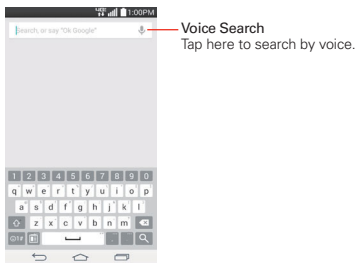 4G 1:00PM
Search, or say "Ok Google"
Voice Search
Tap here to search by voice.
1 2 3 4 5 6 7 8 9 0
q w e r t y u i o p
a s d f g h j k l
z x c v b n m